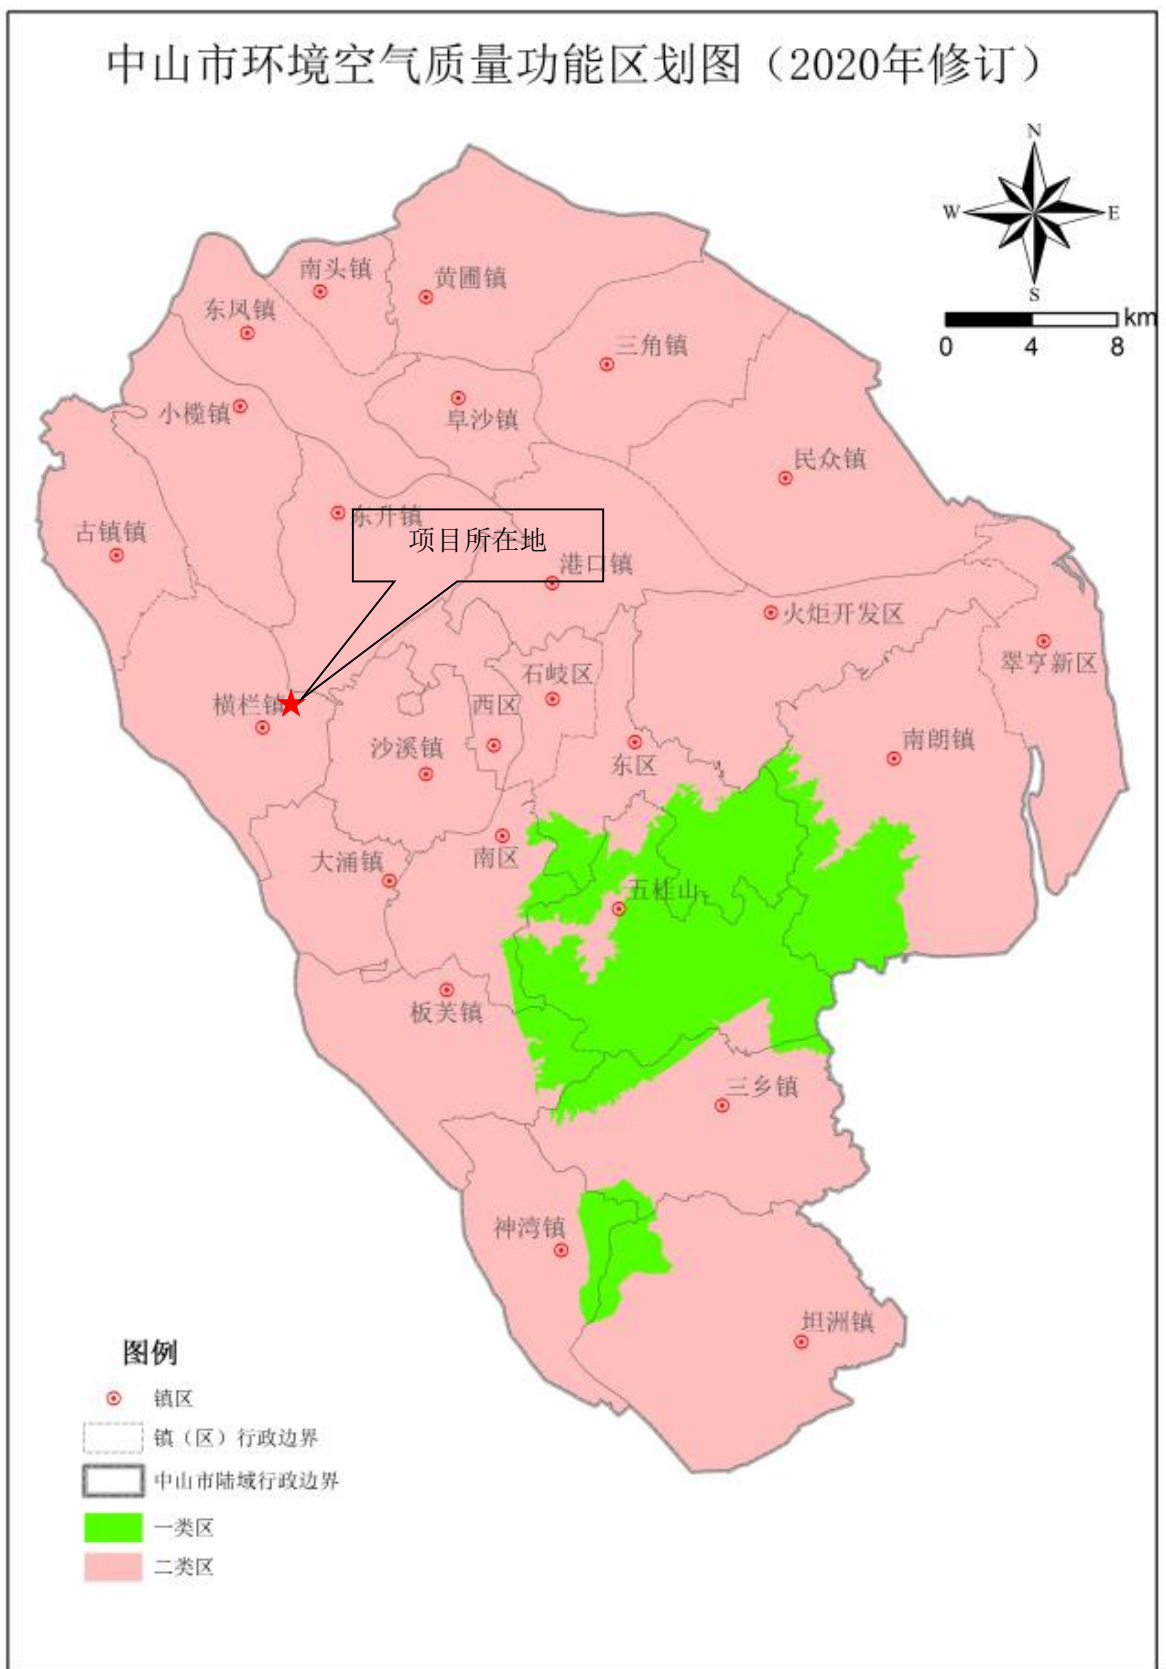 中山市环境空气质量功能区划图（2020年修订）
N
W
E
S
km
0
4
8
南头镇
黄圃镇
东凤镇
三角镇
小榄镇
阜沙镇
民众镇
东升镇
项目所在地
古镇镇
港口镇
火炬开发区
翠亨新区
石岐区
横栏镇
西区
沙溪镇
东区
南朗镇
南区
大涌镇
五桂山
板芙镇
三乡镇
神湾镇
坦洲镇
图例
镇区
镇（区）行政边界
中山市陆域行政边界
一类区
二类区